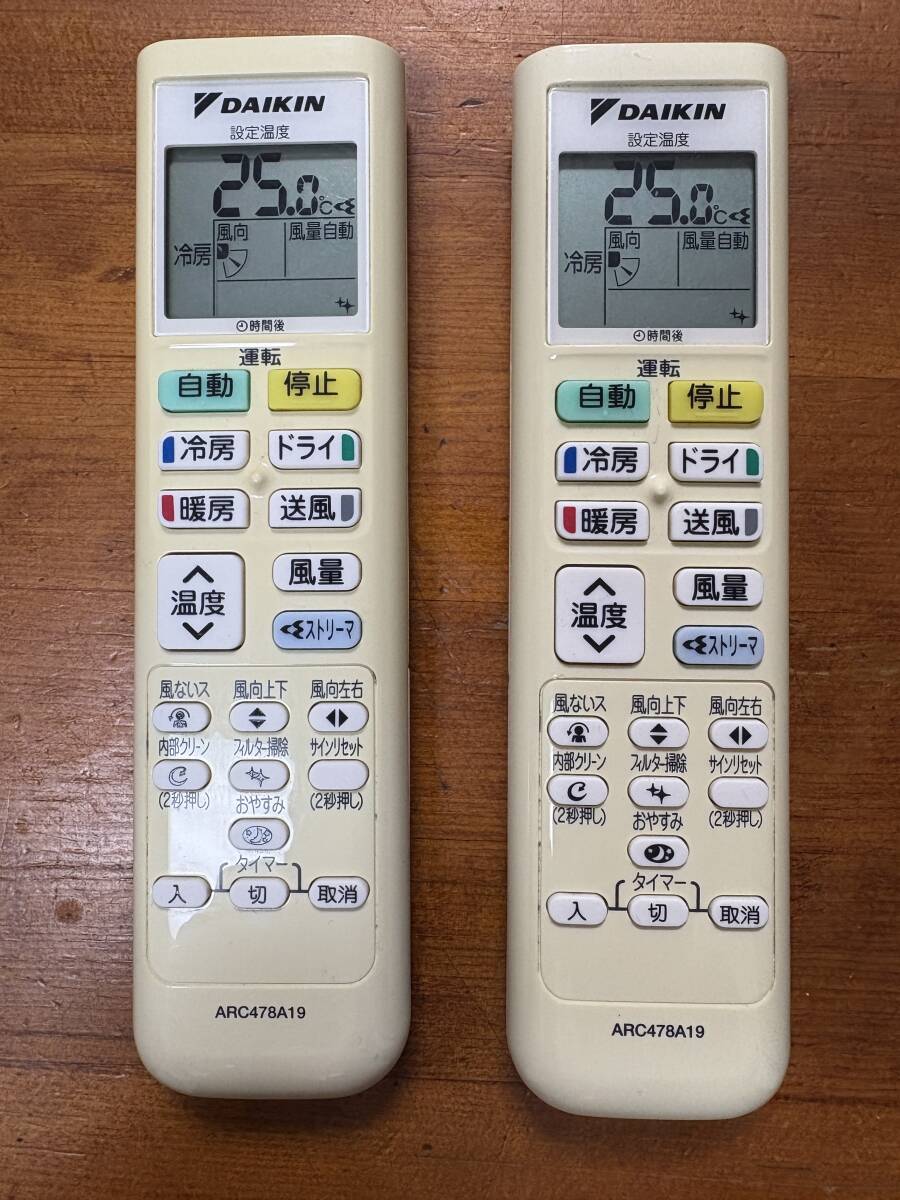 DAIKIN
設定温度
25.0℃
風向 風量自動
冷房
時間後
運転
自動 停止
冷房 ドライ
暖房 送風
風量
温度
ストリーマ
風ないス 風向上下 風向左右
内部クリーン フィルター掃除 サインリセット
(2秒押し) おやすみ (2秒押し)
タイマー
入 切 取消
ARC478A19
DAIKIN
設定温度
25.0℃
風向 風量自動
冷房
時間後
運転
自動 停止
冷房 ドライ
暖房 送風
風量
温度
ストリーマ
風ないス 風向上下 風向左右
内部クリーン フィルター掃除 サインリセット
(2秒押し) おやすみ (2秒押し)
タイマー
入 切 取消
ARC478A19